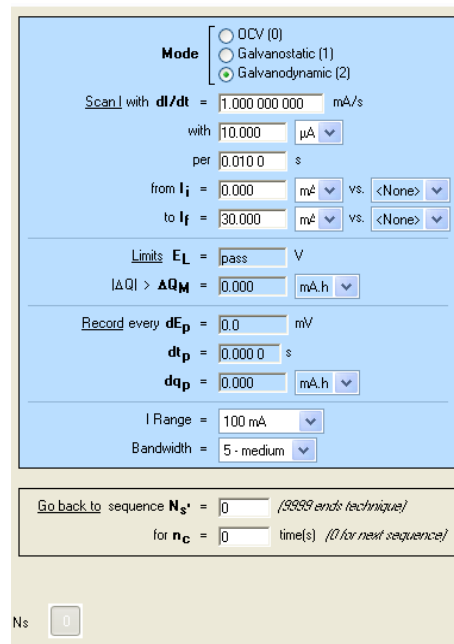 OCV (0)
Mode Galvanostatic (1)
Galvanodynamic (2)
Scan I with dI/dt = 1.000 000 000 mA/s
with 10.000 µA
per 0.010 0 s
from Ii = 0.000 mA vs. <None>
to If = 30.000 mA vs. <None>
Limits EL = pass V
|ΔQ| > ΔQM = 0.000 mA.h
Record every dEp = 0.0 mV
dtp = 0.000 0 s
dqp = 0.000 mA.h
I Range = 100 mA
Bandwidth = 5 - medium
Go back to sequence Ns' = 0 (9999 ends technique)
for nc = 0 time(s) (0 for next sequence)
Ns 0